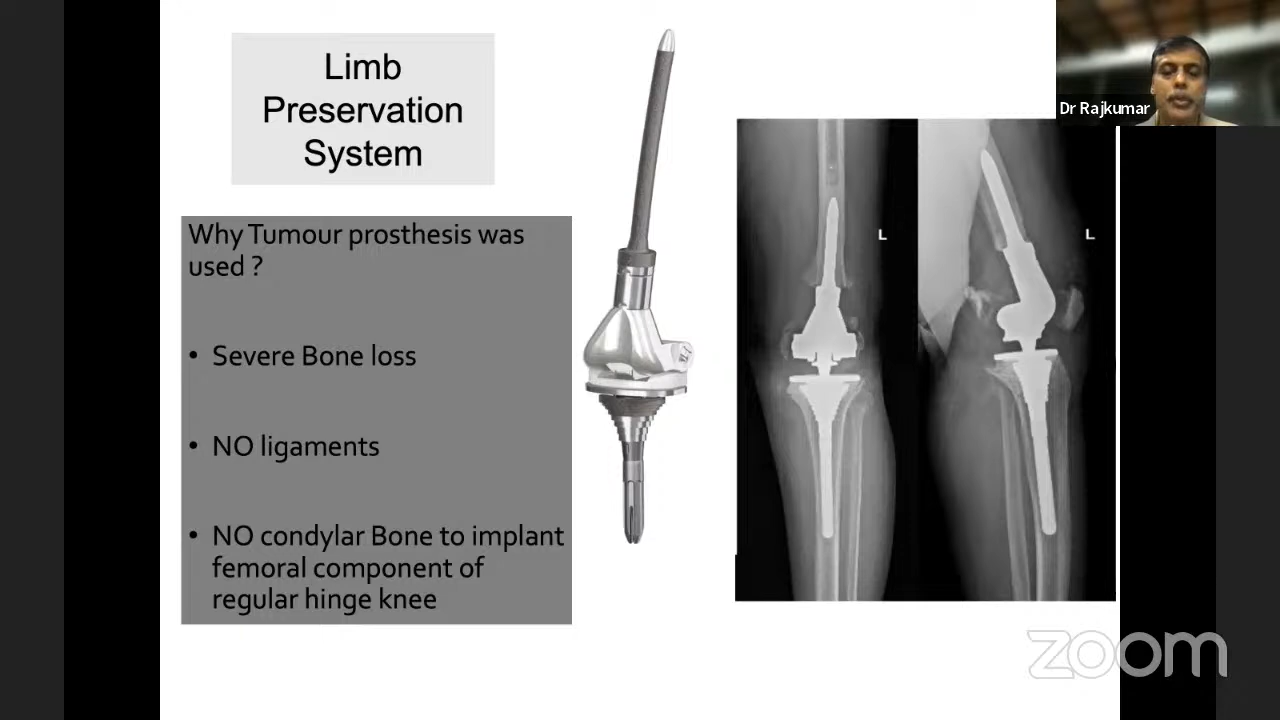 Limb
Preservation
System
Dr Rajkumar
Why Tumour prosthesis was
used ?
• Severe Bone loss
• NO ligaments
• NO condylar Bone to implant
femoral component of
regular hinge knee
L
L
zoom